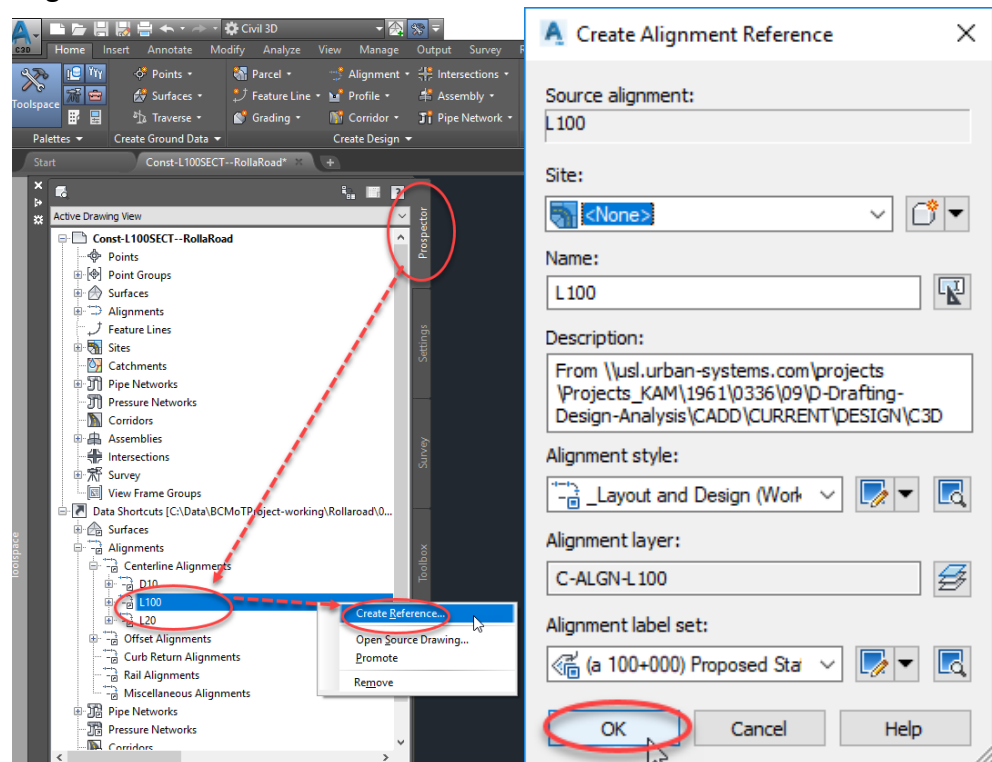 C3D
Civil 3D
Home Insert Annotate Modify Analyze View Manage Output Survey
Toolspace
Points
Surfaces
Traverse
Parcel
Feature Line
Grading
Alignment
Profile
Corridor
Intersections
Assembly
Pipe Network
Palettes
Create Ground Data
Create Design
Start
Const-L100SECT--RollaRoad*
Active Drawing View
Const-L100SECT--RollaRoad
Points
Point Groups
Surfaces
Alignments
Feature Lines
Sites
Catchments
Pipe Networks
Pressure Networks
Corridors
Assemblies
Intersections
Survey
View Frame Groups
Data Shortcuts [C:\Data\BCMoTProject-working\Rollaroad\0...
Surfaces
Alignments
Centerline Alignments
D10
L100
L20
Offset Alignments
Curb Return Alignments
Rail Alignments
Miscellaneous Alignments
Pipe Networks
Pressure Networks
Corridors
Prospector
Settings
Survey
Toolbox
Toolspace
Create Reference...
Open Source Drawing...
Promote
Remove
Create Alignment Reference
Source alignment:
L100
Site:
<None>
Name:
L100
Description:
From \\usl.urban-systems.com\projects
\Projects_KAM\1961\0336\09\D-Drafting-
Design-Analysis\CADD\CURRENT\DESIGN\C3D
Alignment style:
_Layout and Design (Work
Alignment layer:
C-ALGN-L100
Alignment label set:
(a 100+000) Proposed Sta
OK Cancel Help